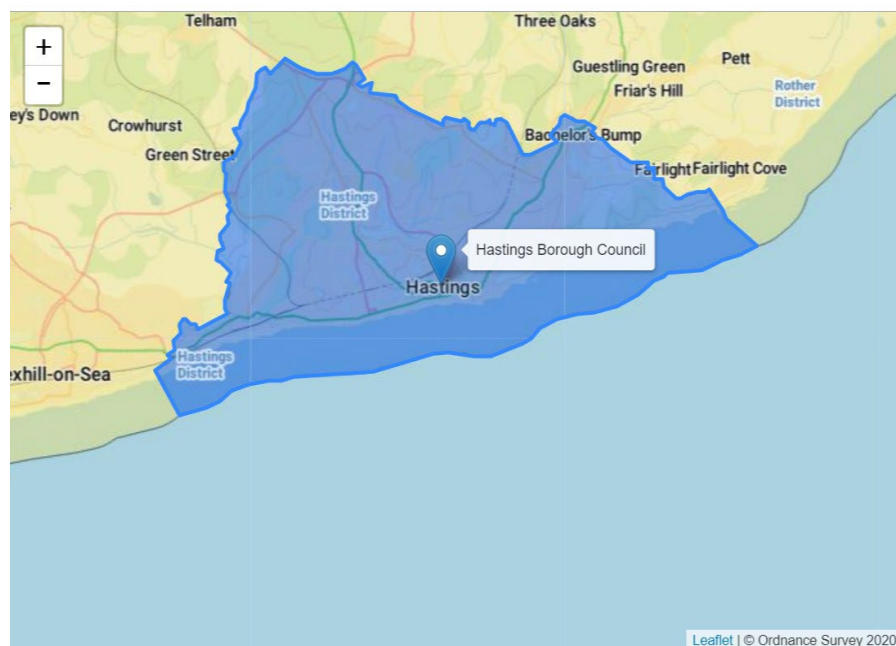 +
−
Telham
Three Oaks
Guestling Green
Pett
Friar's Hill
Rother
District
ey's Down
Crowhurst
Bachelor's Bump
Green Street
Fairlight
Fairlight Cove
Hastings
District
Hastings Borough Council
Hastings
Hastings
District
exhill-on-Sea
Leaflet | © Ordnance Survey 2020